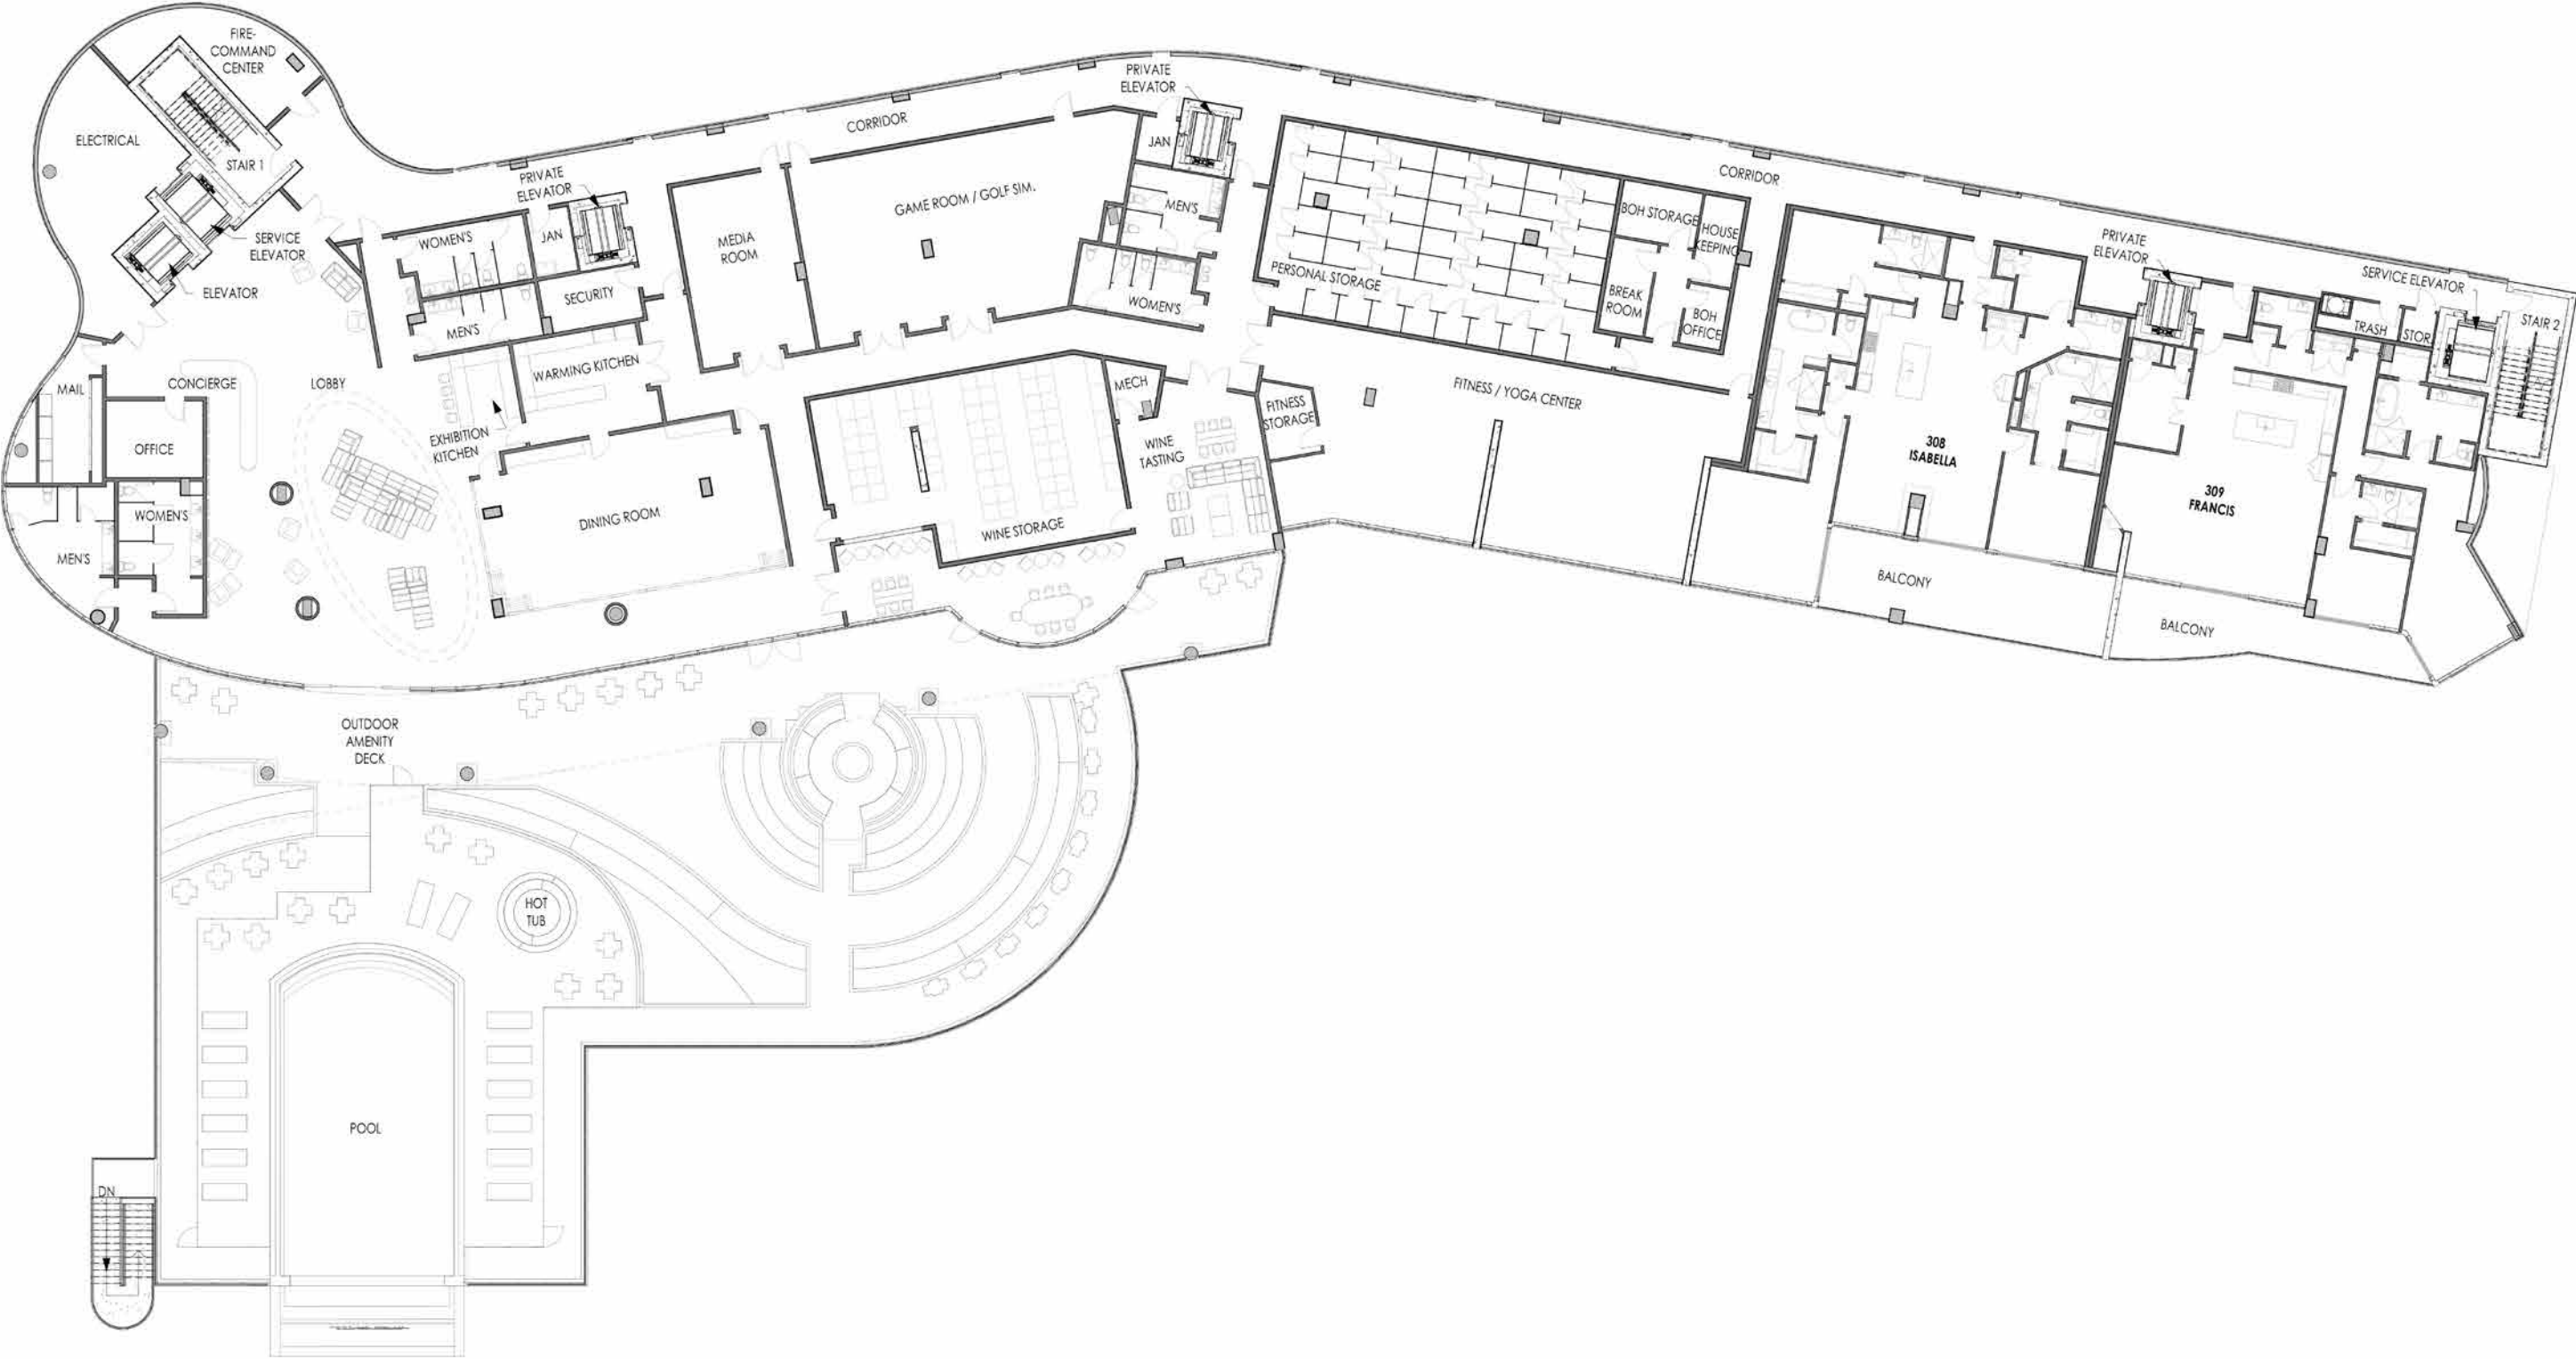 FIRE-
COMMAND
CENTER
ELECTRICAL
STAIR 1
SERVICE
ELEVATOR
ELEVATOR
PRIVATE
ELEVATOR
CORRIDOR
PRIVATE
ELEVATOR
JAN
WOMEN'S
JAN
MEN'S
SECURITY
MEDIA
ROOM
GAME ROOM / GOLF SIM.
MEN'S
WOMEN'S
PERSONAL STORAGE
BOH STORAGE
HOUSE
KEEPING
BREAK
ROOM
BOH
OFFICE
CORRIDOR
PRIVATE
ELEVATOR
SERVICE ELEVATOR
TRASH
STOR.
STAIR 2
MAIL
CONCIERGE
LOBBY
OFFICE
WARMING KITCHEN
EXHIBITION
KITCHEN
MECH
WINE
TASTING
FITNESS
STORAGE
FITNESS / YOGA CENTER
308
ISABELLA
309
FRANCIS
WOMEN'S
MEN'S
DINING ROOM
WINE STORAGE
BALCONY
BALCONY
OUTDOOR
AMENITY
DECK
HOT
TUB
POOL
DN